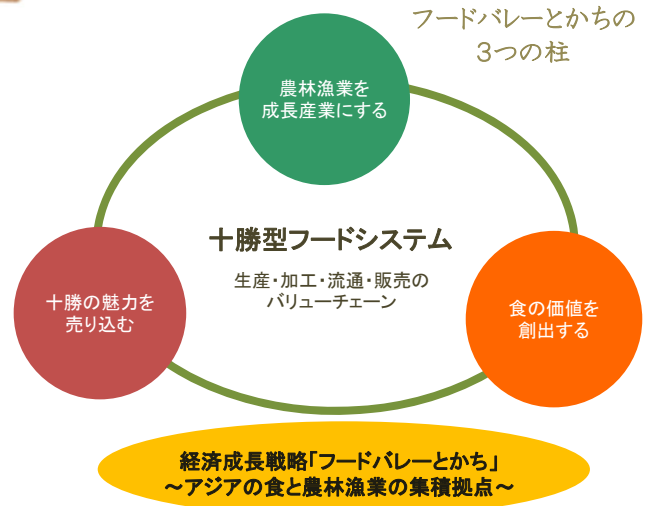 フードバレーとかちの
3つの柱
農林漁業を
成長産業にする
十勝型フードシステム
生産・加工・流通・販売の
バリューチェーン
十勝の魅力を
売り込む
食の価値を
創出する
経済成長戦略「フードバレーとかち」
～アジアの食と農林漁業の集積拠点～